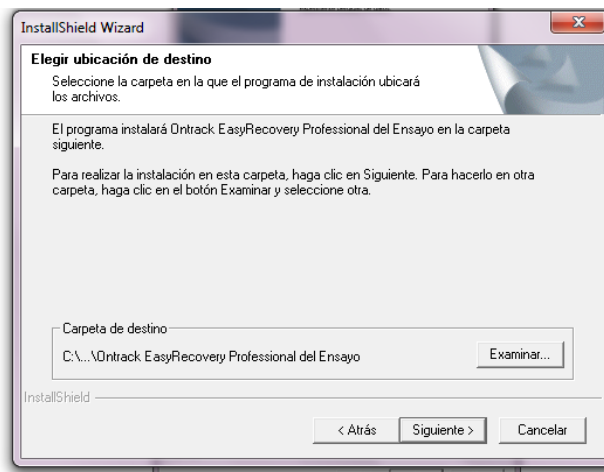 InstallShield Wizard
Elegir ubicación de destino
Seleccione la carpeta en la que el programa de instalación ubicará
los archivos.
El programa instalará Ontrack EasyRecovery Professional del Ensayo en la carpeta
siguiente.
Para realizar la instalación en esta carpeta, haga clic en Siguiente. Para hacerlo en otra
carpeta, haga clic en el botón Examinar y seleccione otra.
Carpeta de destino
C:\...\Ontrack EasyRecovery Professional del Ensayo
Examinar...
InstallShield
< Atrás
Siguiente >
Cancelar